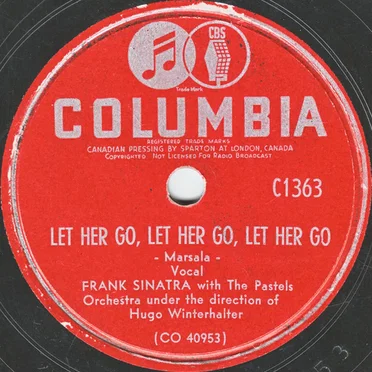 CBS
Trade Mark
COLUMBIA
REGISTERED TRADE MARKS
CANADIAN PRESSING BY SPARTON AT LONDON, CANADA
COPYRIGHTED NOT LICENSED FOR RADIO BROADCAST
C1363
LET HER GO, LET HER GO, LET HER GO
- Marsala -
Vocal
FRANK SINATRA with The Pastels
Orchestra under the direction of
Hugo Winterhalter
(CO 40953)
53